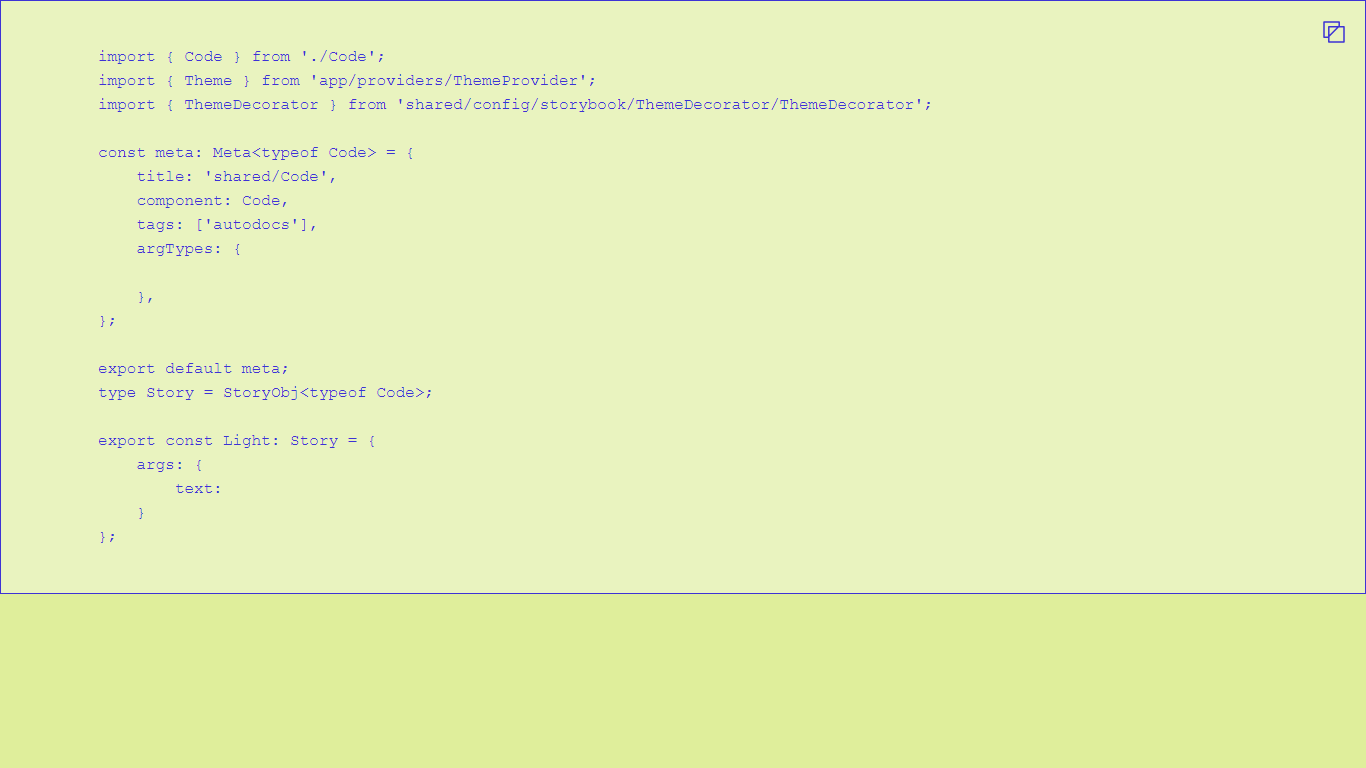 import { Code } from './Code';
import { Theme } from 'app/providers/ThemeProvider';
import { ThemeDecorator } from 'shared/config/storybook/ThemeDecorator/ThemeDecorator';

const meta: Meta<typeof Code> = {
    title: 'shared/Code',
    component: Code,
    tags: ['autodocs'],
    argTypes: {

    },
};

export default meta;
type Story = StoryObj<typeof Code>;

export const Light: Story = {
    args: {
        text:
    }
};